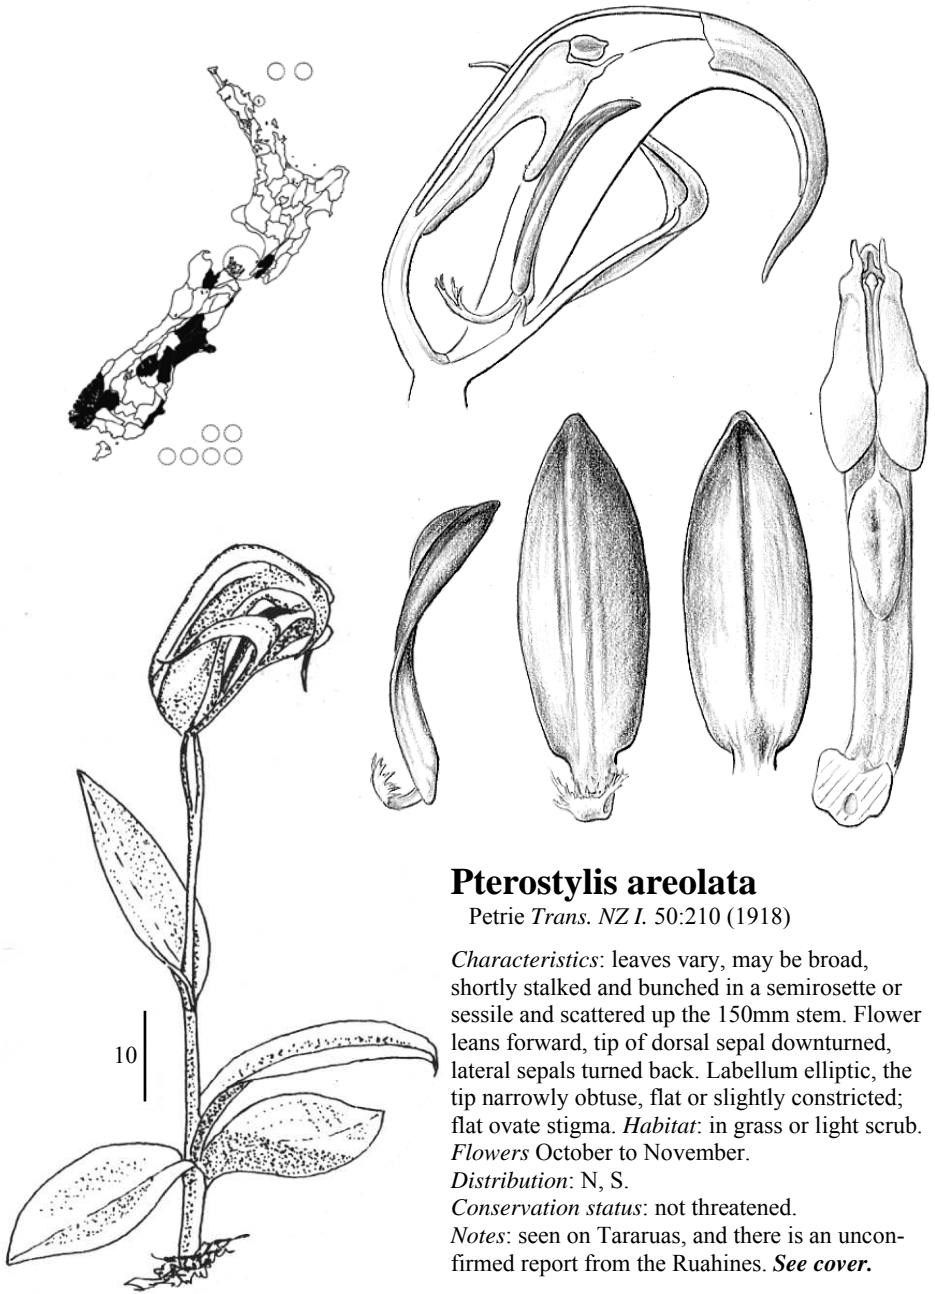 10
Pterostylis areolata
Petrie Trans. NZ I. 50:210 (1918)
Characteristics: leaves vary, may be broad,
shortly stalked and bunched in a semirosette or
sessile and scattered up the 150mm stem. Flower
leans forward, tip of dorsal sepal downturned,
lateral sepals turned back. Labellum elliptic, the
tip narrowly obtuse, flat or slightly constricted;
flat ovate stigma. Habitat: in grass or light scrub.
Flowers October to November.
Distribution: N, S.
Conservation status: not threatened.
Notes: seen on Tararuas, and there is an uncon-
firmed report from the Ruahines. See cover.